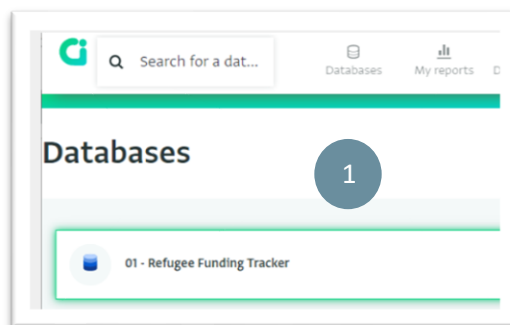 Search for a dat...
Databases
My reports
D
Databases
1
01 - Refugee Funding Tracker